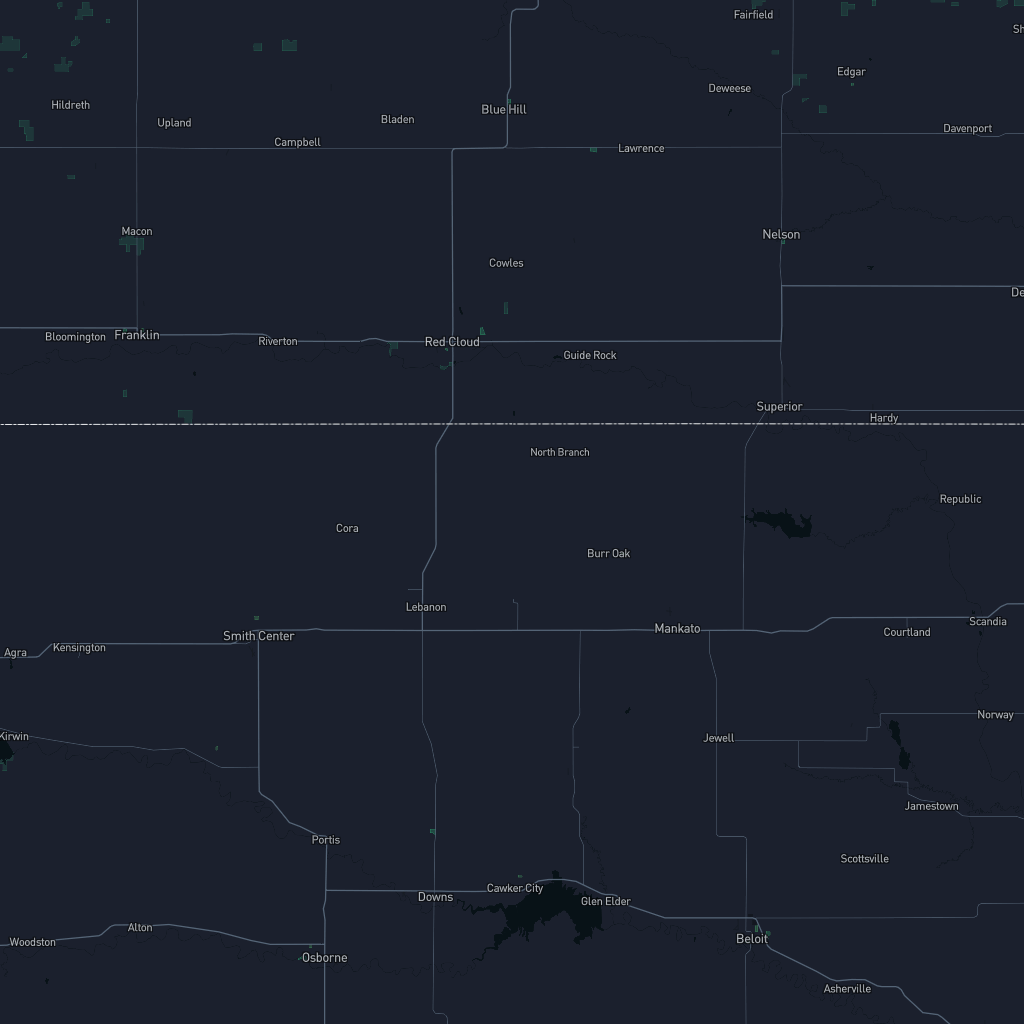 Fairfield
Sh
Edgar
Deweese
Hildreth
Blue Hill
Upland
Bladen
Davenport
Campbell
Lawrence
Macon
Nelson
Cowles
De
Bloomington
Franklin
Riverton
Red Cloud
Guide Rock
Superior
Hardy
North Branch
Republic
Cora
Burr Oak
Lebanon
Scandia
Mankato
Courtland
Smith Center
Kensington
Agra
Norway
Kirwin
Jewell
Jamestown
Portis
Scottsville
Cawker City
Downs
Glen Elder
Alton
Beloit
Woodston
Osborne
Asherville